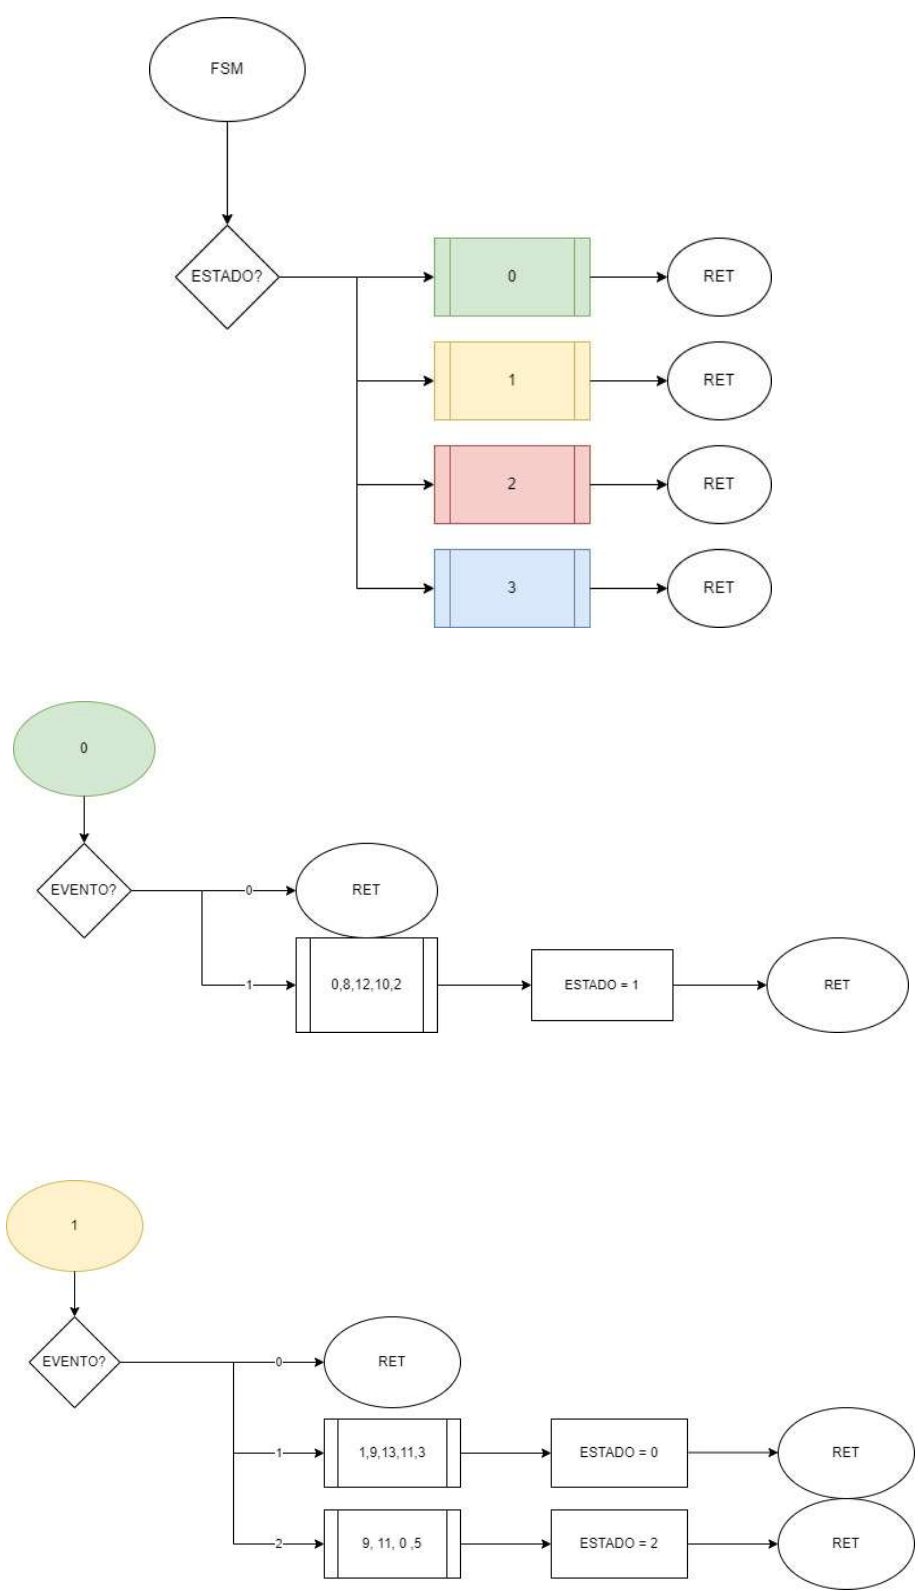 FSM
ESTADO?
0
RET
1
RET
2
RET
3
RET
0
EVENTO?
0
RET
1
0,8,12,10,2
ESTADO = 1
RET
1
EVENTO?
0
RET
1
1,9,13,11,3
ESTADO = 0
RET
2
9, 11, 0 ,5
ESTADO = 2
RET